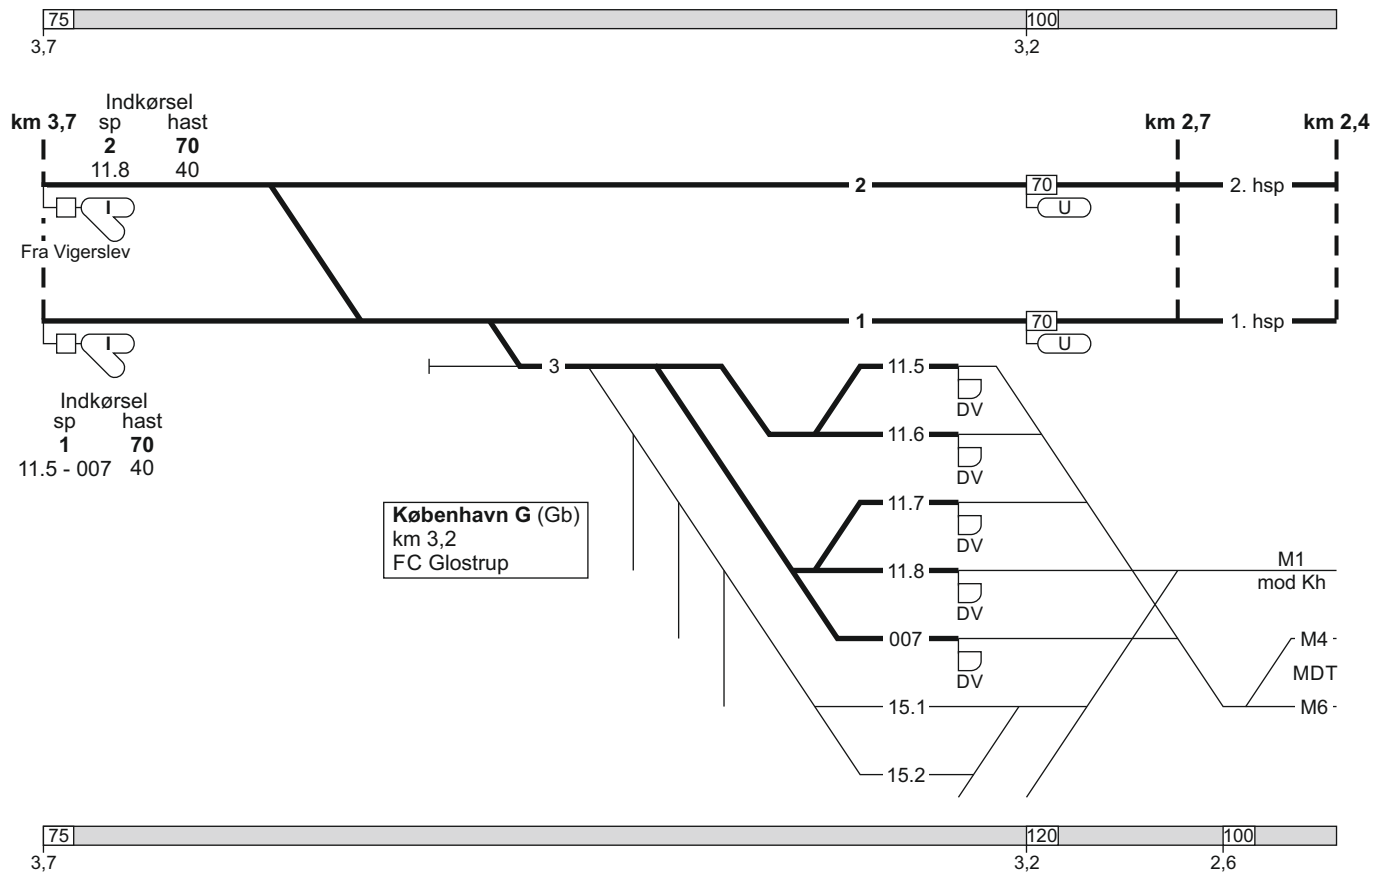 75
100
3,7
3,2
Indkørsel
km 3,7 sp hast km 2,7 km 2,4
2 70
11.8 40
2 70 2. hsp
I U
Fra Vigerslev
1 70 1. hsp
I U
3 11.5
DV
Indkørsel
sp hast
1 70
11.5 - 007 40
11.6
DV
11.7
DV
København G (Gb)
km 3,2
FC Glostrup
11.8 M1
mod Kh
DV
007 M4
DV MDT
15.1 M6
15.2
75 120 100
3,7 3,2 2,6